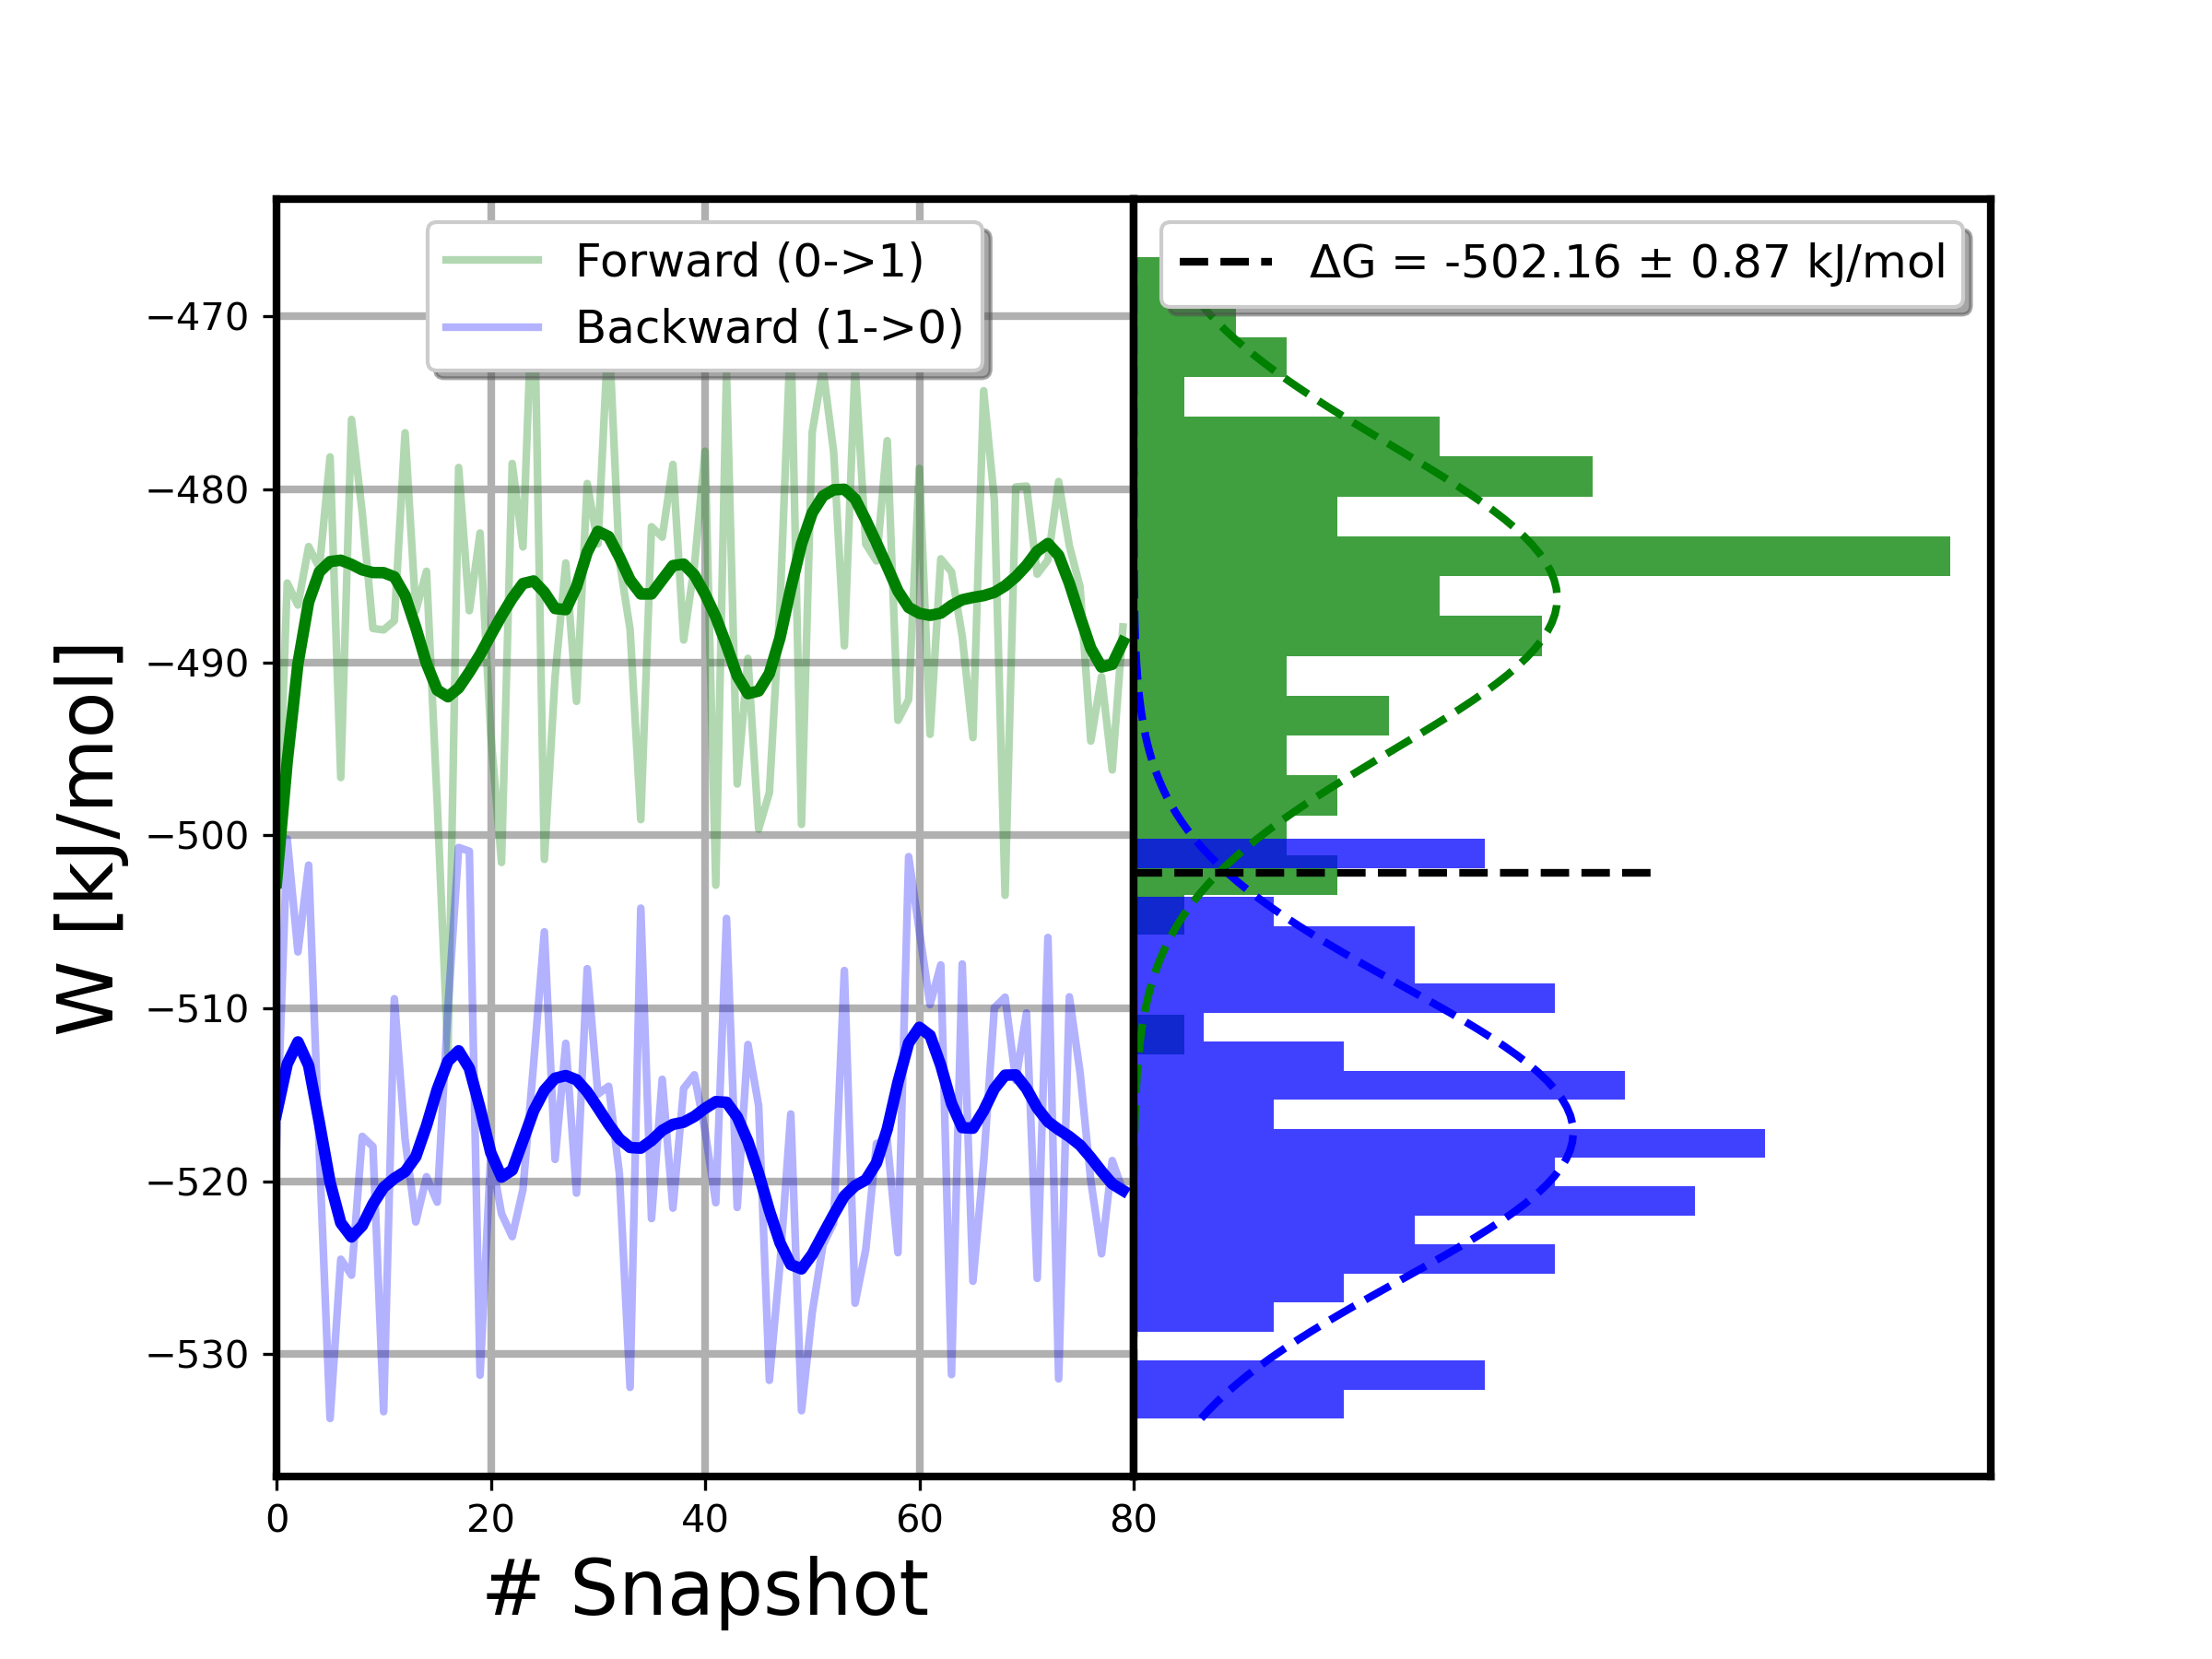 Forward (0->1)
Backward (1->0)
ΔG = -502.16 ± 0.87 kJ/mol
W [kJ/mol]
−470
−480
−490
−500
−510
−520
−530
0 20 40 60 80
# Snapshot